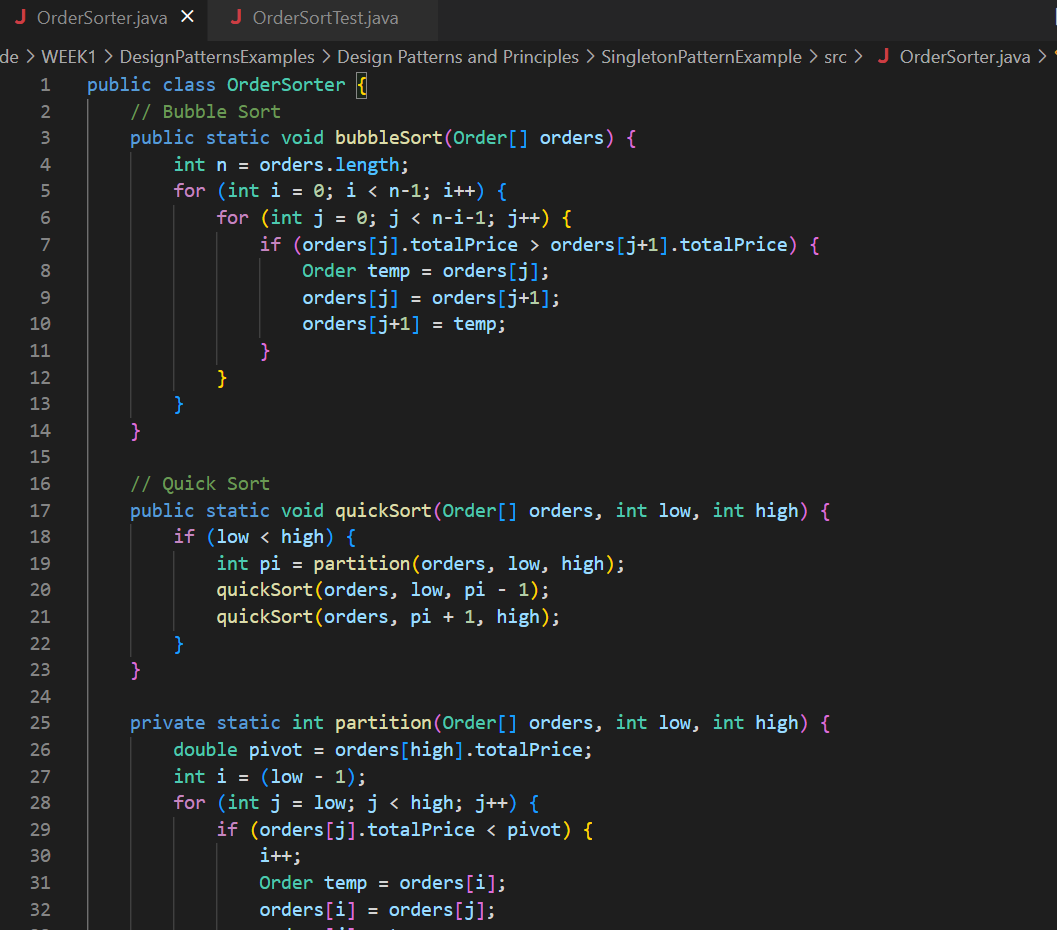 J OrderSorter.java × J OrderSortTest.java
de > WEEK1 > DesignPatternsExamples > Design Patterns and Principles > SingletonPatternExample > src > J OrderSorter.java >
1 public class OrderSorter {
2     // Bubble Sort
3     public static void bubbleSort(Order[] orders) {
4         int n = orders.length;
5         for (int i = 0; i < n-1; i++) {
6             for (int j = 0; j < n-i-1; j++) {
7                 if (orders[j].totalPrice > orders[j+1].totalPrice) {
8                     Order temp = orders[j];
9                     orders[j] = orders[j+1];
10                     orders[j+1] = temp;
11                 }
12             }
13         }
14     }
15
16     // Quick Sort
17     public static void quickSort(Order[] orders, int low, int high) {
18         if (low < high) {
19             int pi = partition(orders, low, high);
20             quickSort(orders, low, pi - 1);
21             quickSort(orders, pi + 1, high);
22         }
23     }
24
25     private static int partition(Order[] orders, int low, int high) {
26         double pivot = orders[high].totalPrice;
27         int i = (low - 1);
28         for (int j = low; j < high; j++) {
29             if (orders[j].totalPrice < pivot) {
30                 i++;
31                 Order temp = orders[i];
32                 orders[i] = orders[j];